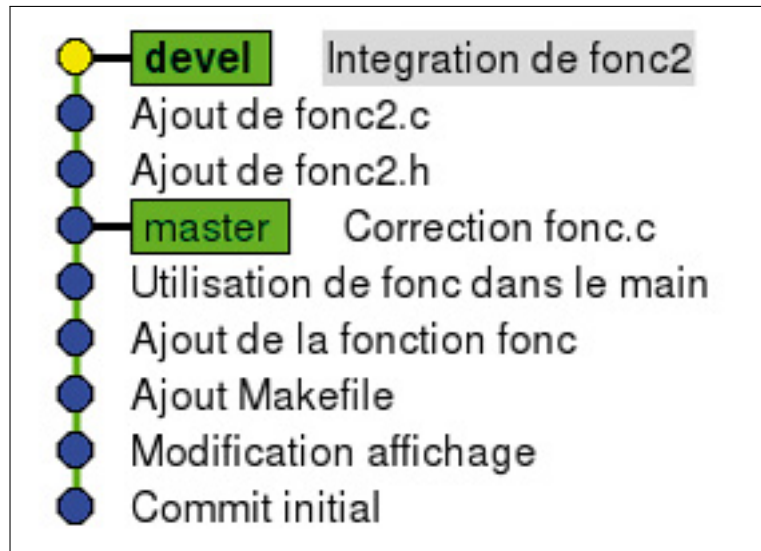 devel Integration de fonc2
Ajout de fonc2.c
Ajout de fonc2.h
master Correction fonc.c
Utilisation de fonc dans le main
Ajout de la fonction fonc
Ajout Makefile
Modification affichage
Commit initial